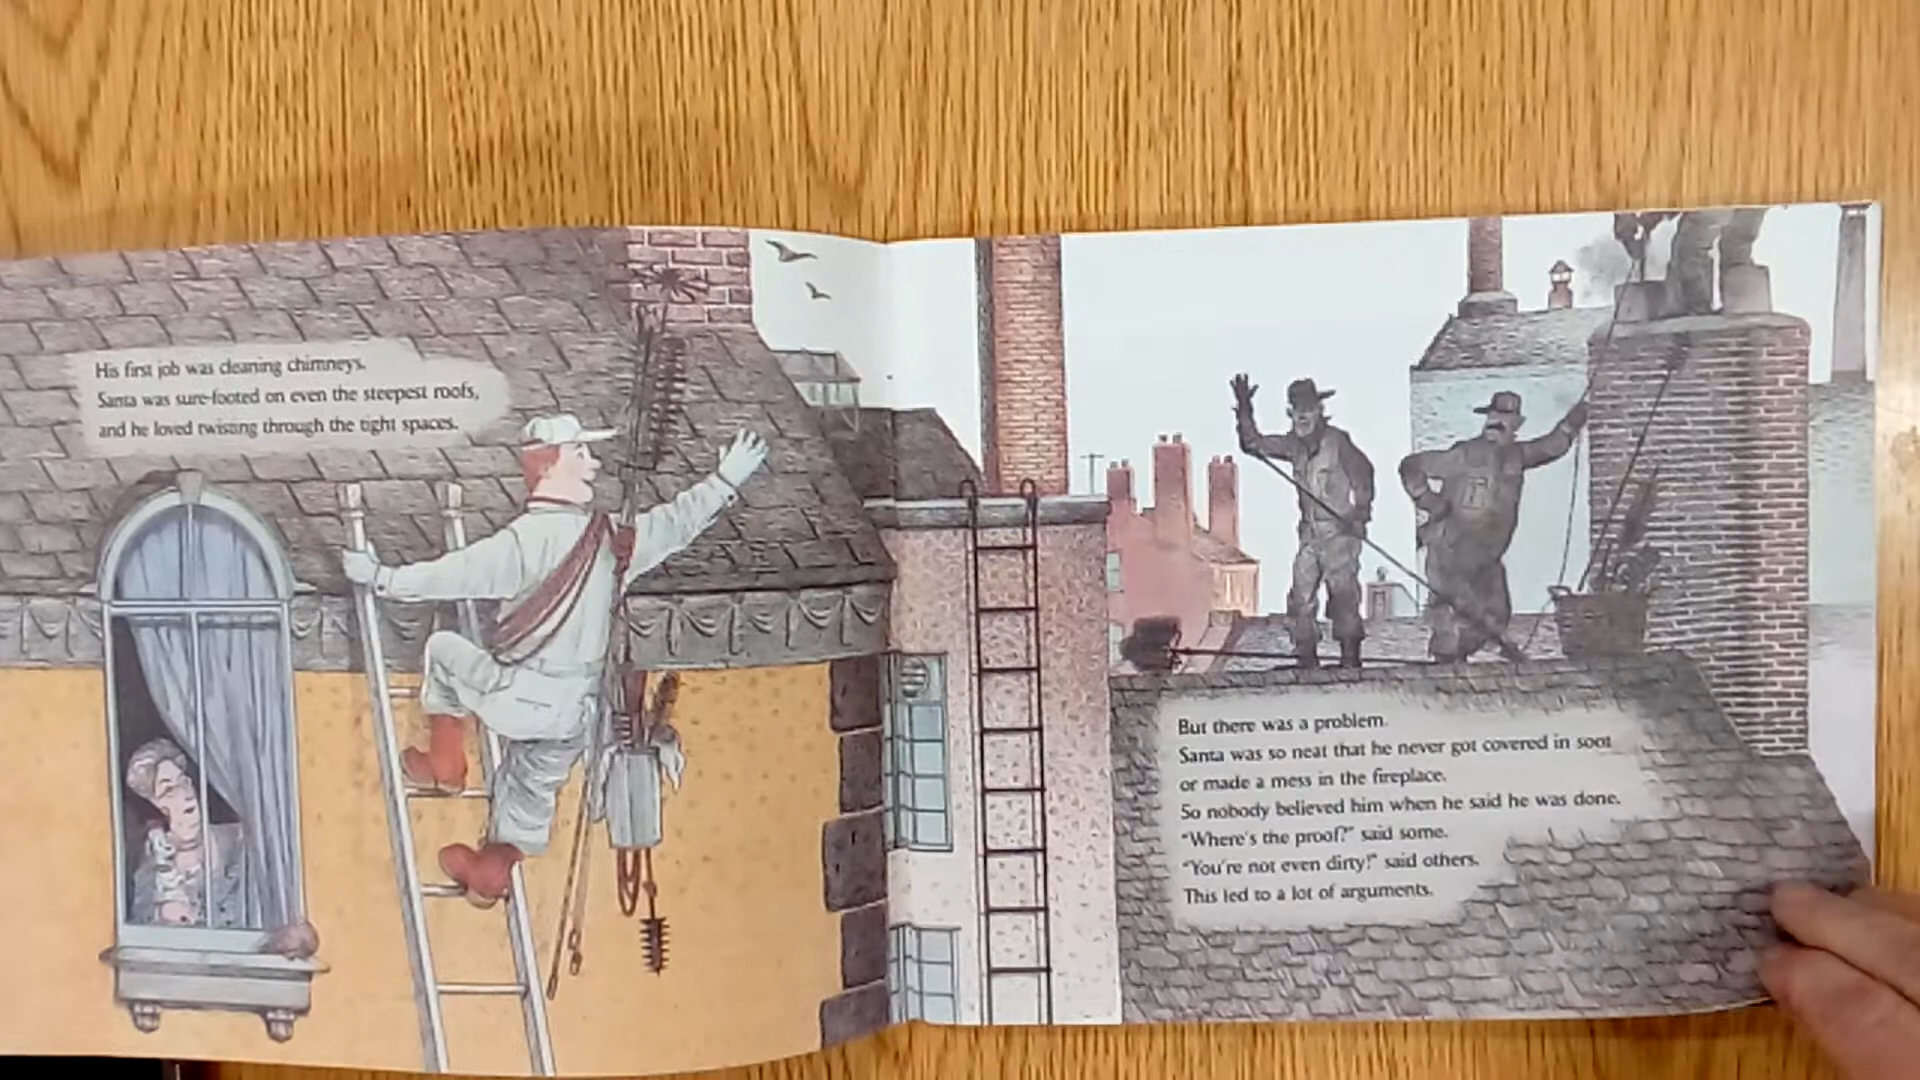 His first job was cleaning chimneys.
Santa was sure-footed on even the steepest roofs,
and he loved twisting through the tight spaces.
But there was a problem.
Santa was so neat that he never got covered in soot
or made a mess in the fireplace.
So nobody believed him when he said he was done.
“Where's the proof?” said some.
“You're not even dirty!” said others.
This led to a lot of arguments.